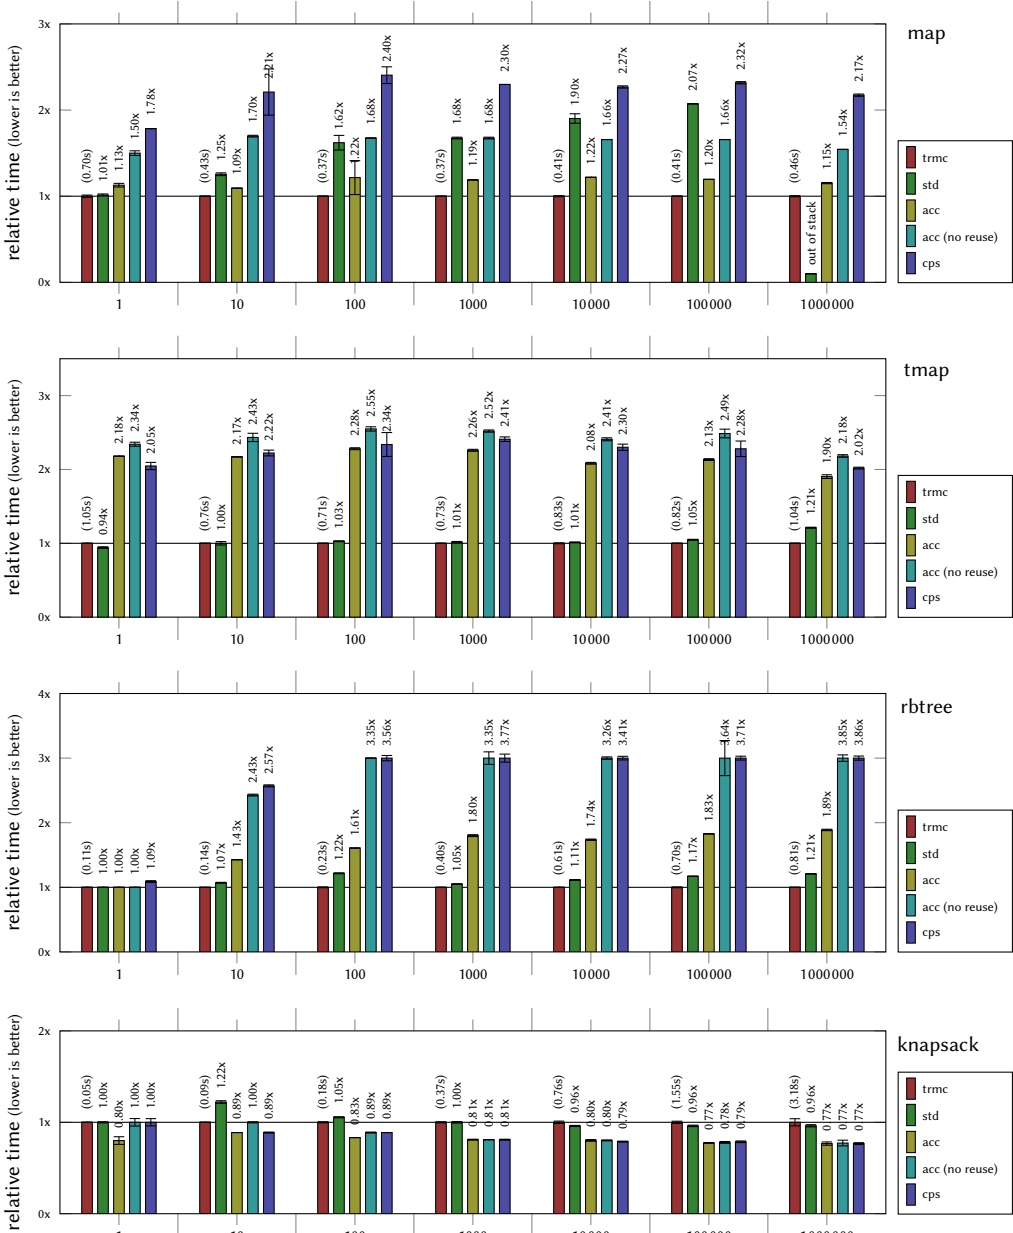 map
relative time (lower is better)
3x
2x
1x
0x
(0.70s) 1.01x 1.13x 1.50x 1.78x
(0.43s) 1.25x 1.09x 1.70x 2.21x
(0.37s) 1.62x 1.22x 1.68x 2.40x
(0.37s) 1.68x 1.19x 1.68x 2.30x
(0.41s) 1.90x 1.22x 1.66x 2.27x
(0.41s) 2.07x 1.20x 1.66x 2.32x
(0.46s) out of stack 1.15x 1.54x 2.17x
1 10 100 1000 10000 100000 1000000
trmc
std
acc
acc (no reuse)
cps
tmap
relative time (lower is better)
3x
2x
1x
0x
(1.05s) 0.94x 2.18x 2.34x 2.05x
(0.76s) 1.00x 2.17x 2.43x 2.22x
(0.71s) 1.03x 2.28x 2.55x 2.34x
(0.73s) 1.01x 2.26x 2.52x 2.41x
(0.83s) 1.01x 2.08x 2.41x 2.30x
(0.82s) 1.05x 2.13x 2.49x 2.28x
(1.04s) 1.21x 1.90x 2.18x 2.02x
1 10 100 1000 10000 100000 1000000
trmc
std
acc
acc (no reuse)
cps
rbtree
relative time (lower is better)
4x
3x
2x
1x
0x
(0.11s) 1.00x 1.00x 1.00x 1.09x
(0.14s) 1.07x 1.43x 2.43x 2.57x
(0.23s) 1.22x 1.61x 3.35x 3.56x
(0.40s) 1.05x 1.80x 3.35x 3.77x
(0.61s) 1.11x 1.74x 3.26x 3.41x
(0.70s) 1.17x 1.83x 3.71x
(0.81s) 1.21x 1.89x 3.85x 3.86x
1 10 100 1000 10000 100000 1000000
trmc
std
acc
acc (no reuse)
cps
knapsack
relative time (lower is better)
2x
1x
0x
(0.05s) 1.00x 0.80x 1.00x 1.00x
(0.09s) 1.22x 0.89x 1.00x 0.89x
(0.18s) 1.05x 0.83x 0.89x 0.89x
(0.37s) 1.00x 0.81x 0.81x 0.81x
(0.76s) 0.96x 0.80x 0.80x 0.79x
(1.55s) 0.96x 0.77x 0.78x 0.79x
(3.18s) 0.96x 0.77x 0.77x 0.77x
trmc
std
acc
acc (no reuse)
cps